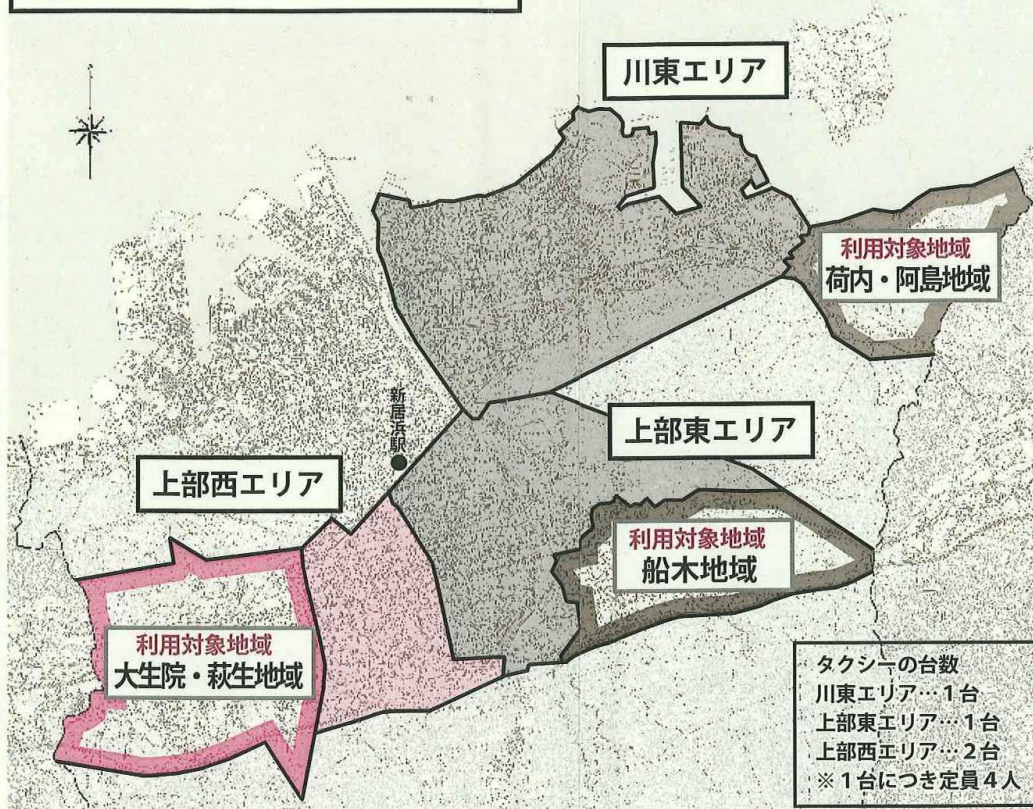 川東エリア
利用対象地域
荷内・阿島地域
新居浜駅
上部東エリア
上部西エリア
利用対象地域
船木地域
利用対象地域
大生院・萩生地域
タクシーの台数
川東エリア…1台
上部東エリア…1台
上部西エリア…2台
※1台につき定員4人